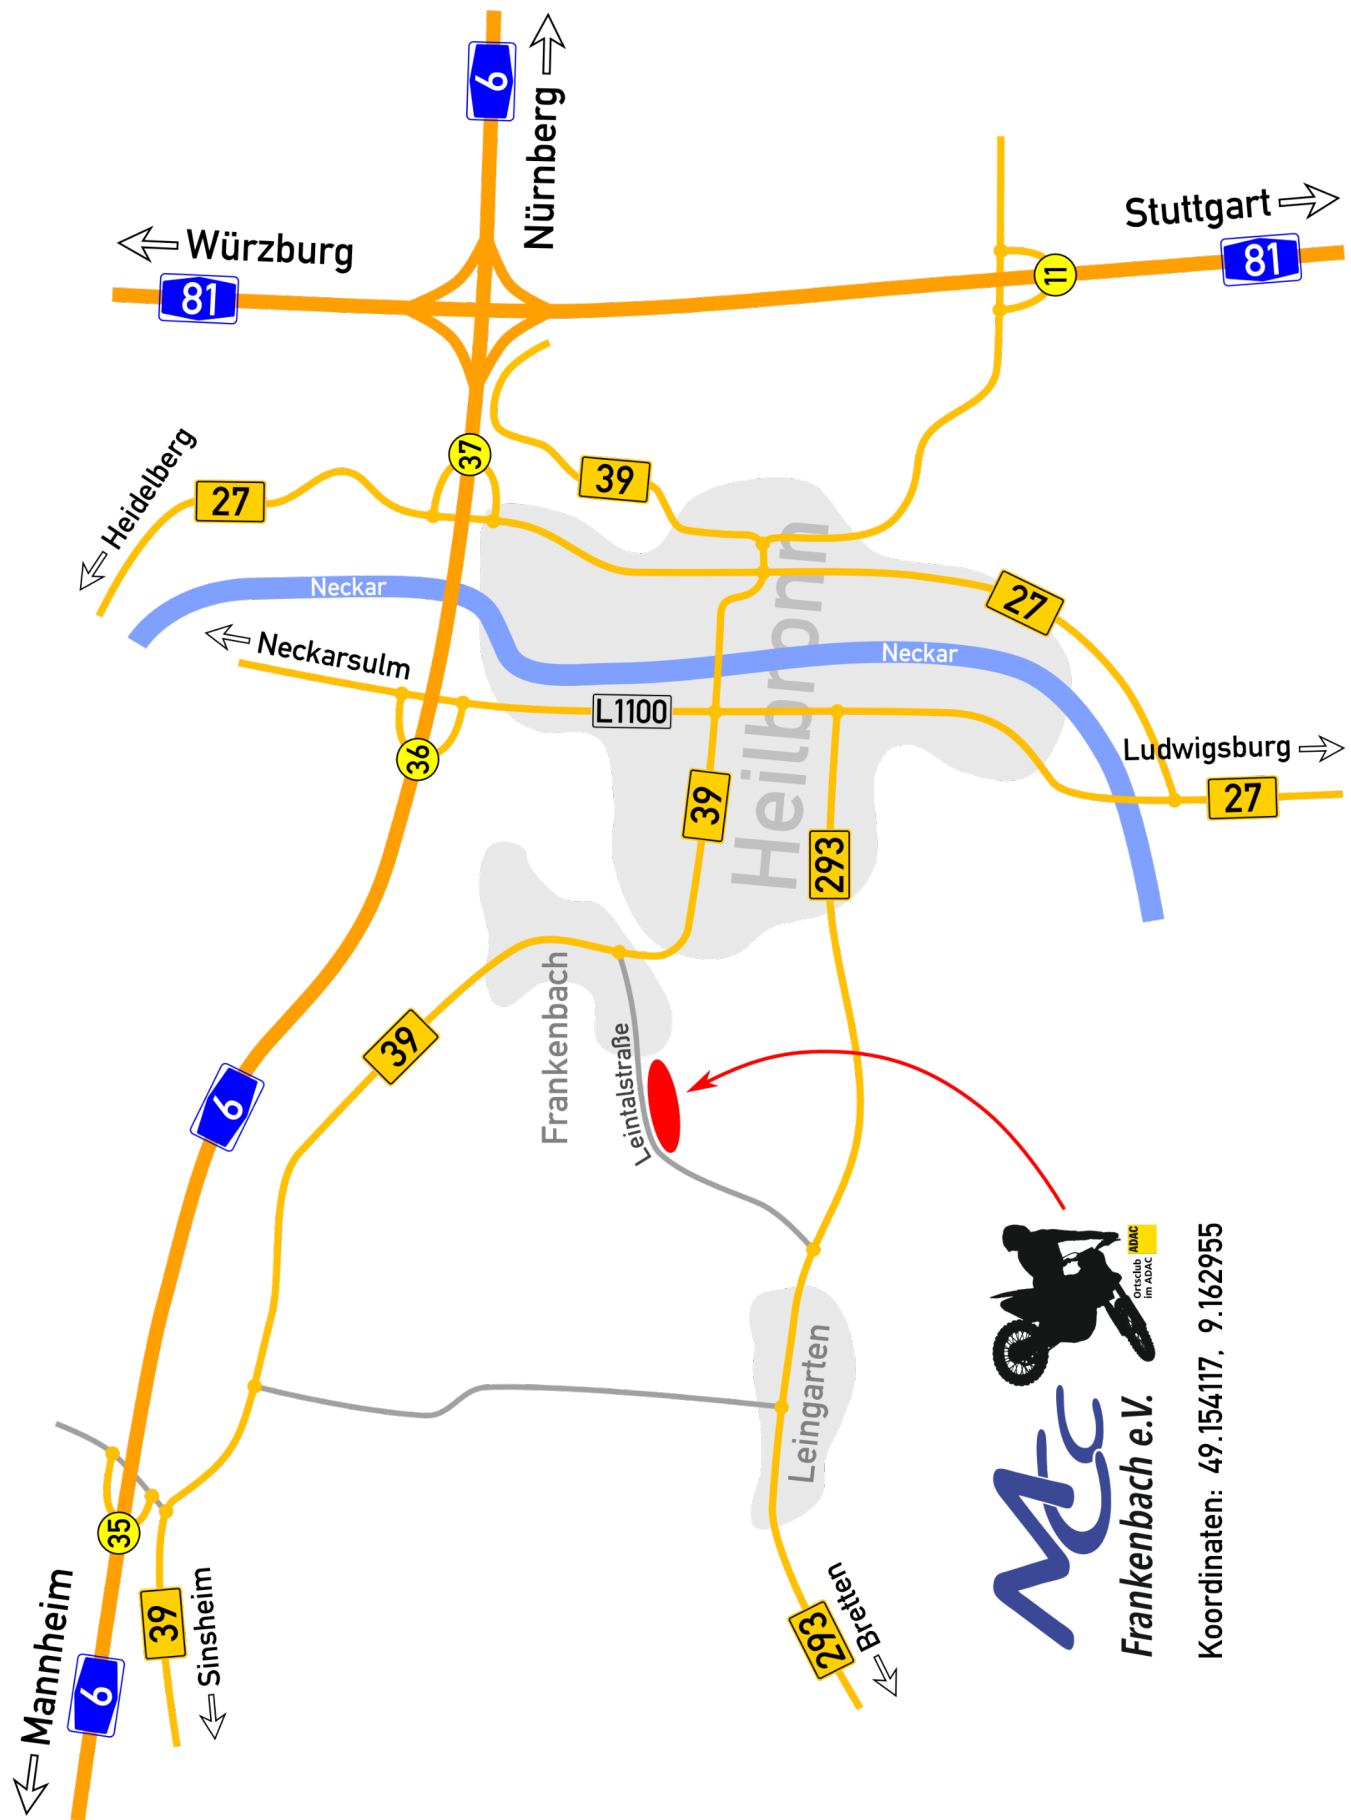 6
Nürnberg
Würzburg
81
Stuttgart
81
11
37
Heidelberg
27
39
Neckar
Neckarsulm
Heilbronn
27
Neckar
L1100
36
Ludwigsburg
27
39
293
Frankenbach
39
Leintalstraße
6
Leingarten
35
Mannheim
6
39
Sinsheim
293
Bretten
Ortsclub
im ADAC
ADAC
MCC
Frankenbach e.V.
Koordinaten: 49.154117, 9.162955